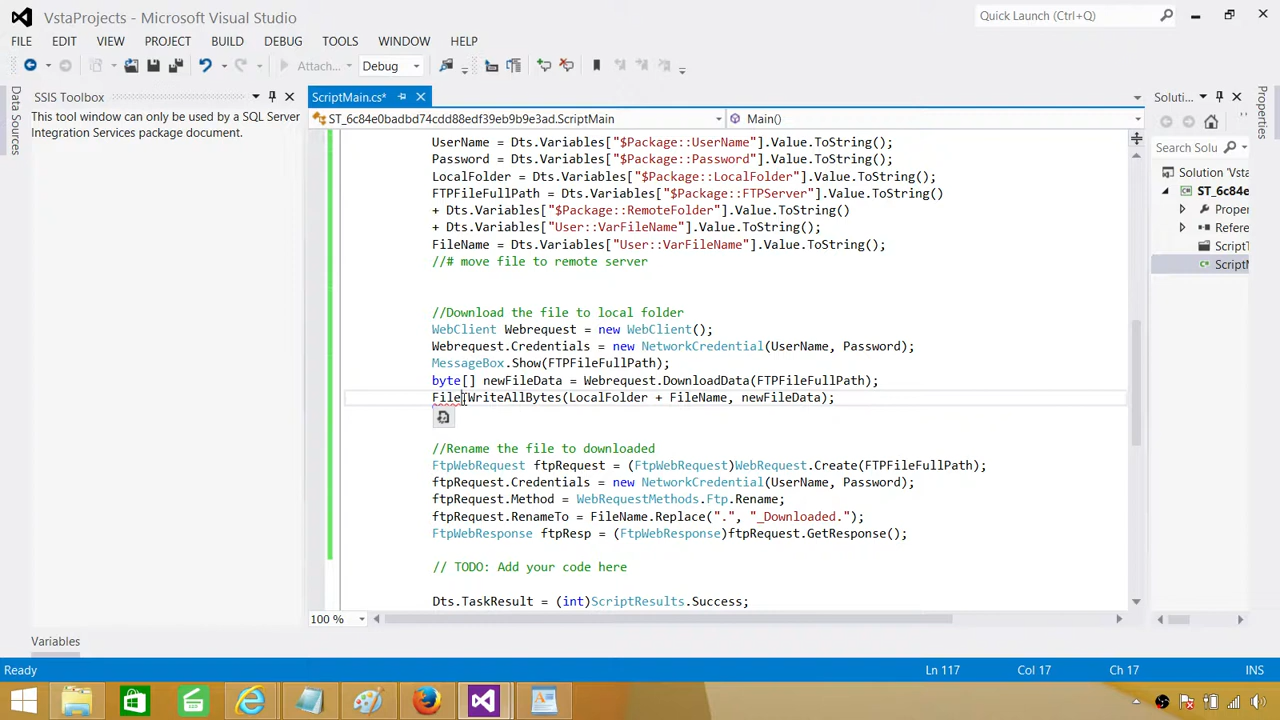 VstaProjects - Microsoft Visual Studio
Quick Launch (Ctrl+Q)
FILE EDIT VIEW PROJECT BUILD DEBUG TOOLS WINDOW HELP
Attach... Debug
Data Sources
SSIS Toolbox
This tool window can only be used by a SQL Server
Integration Services package document.
ScriptMain.cs*
ST_6c84e0badbd74cdd88edf39eb9b9e3ad.ScriptMain
Main()
UserName = Dts.Variables["$Package::UserName"].Value.ToString();
Password = Dts.Variables["$Package::Password"].Value.ToString();
LocalFolder = Dts.Variables["$Package::LocalFolder"].Value.ToString();
FTPFileFullPath = Dts.Variables["$Package::FTPServer"].Value.ToString()
+ Dts.Variables["$Package::RemoteFolder"].Value.ToString()
+ Dts.Variables["User::VarFileName"].Value.ToString();
FileName = Dts.Variables["User::VarFileName"].Value.ToString();
//# move file to remote server
//Download the file to local folder
WebClient Webrequest = new WebClient();
Webrequest.Credentials = new NetworkCredential(UserName, Password);
MessageBox.Show(FTPFileFullPath);
byte[] newFileData = Webrequest.DownloadData(FTPFileFullPath);
File.WriteAllBytes(LocalFolder + FileName, newFileData);
//Rename the file to downloaded
FtpWebRequest ftpRequest = (FtpWebRequest)WebRequest.Create(FTPFileFullPath);
ftpRequest.Credentials = new NetworkCredential(UserName, Password);
ftpRequest.Method = WebRequestMethods.Ftp.Rename;
ftpRequest.RenameTo = FileName.Replace(".", "_Downloaded.");
FtpWebResponse ftpResp = (FtpWebResponse)ftpRequest.GetResponse();
// TODO: Add your code here
Dts.TaskResult = (int)ScriptResults.Success;
100 %
Soluti...
Search Solu
Solution 'Vsta
ST_6c84e
Proper
Refere
ScriptT
ScriptM
Properties
Variables
Ready
Ln 117 Col 17 Ch 17 INS